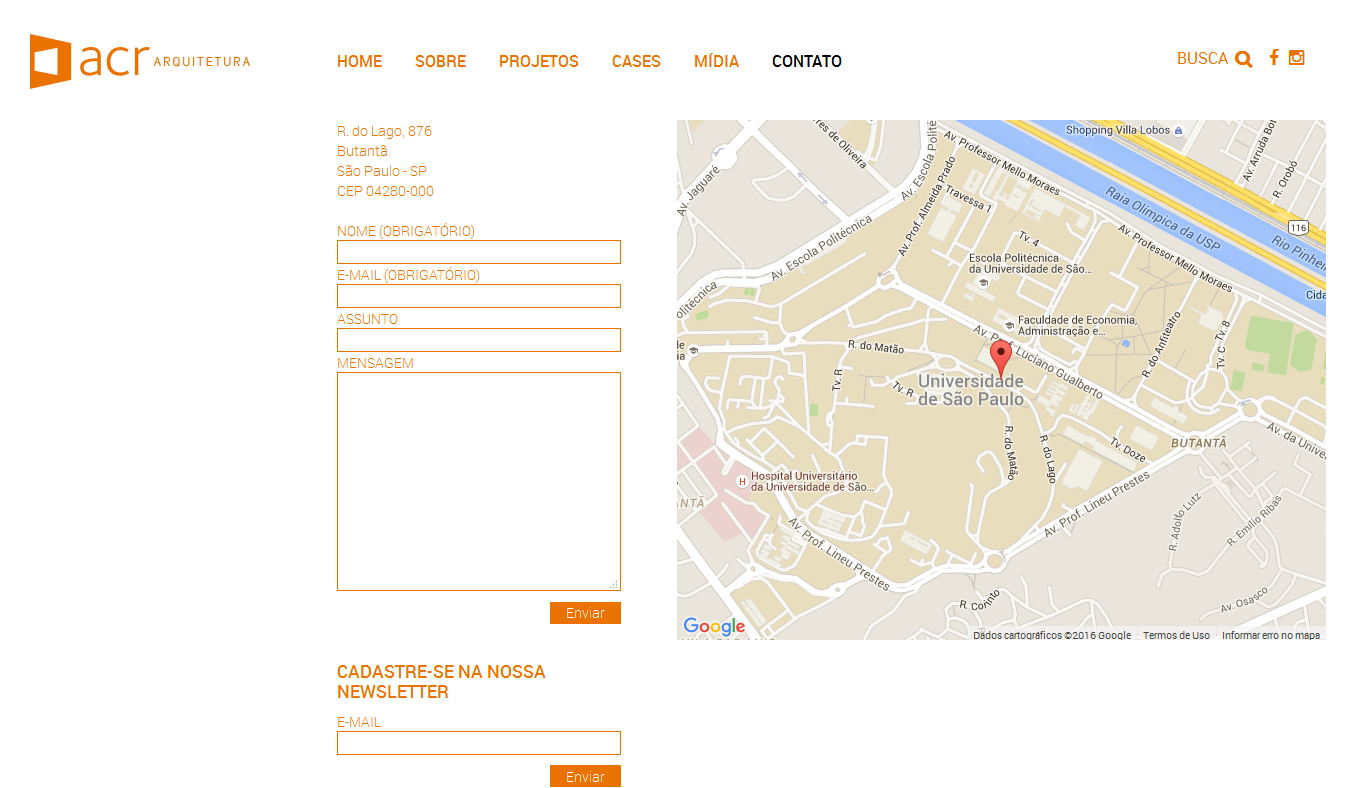 acr ARQUITETURA
HOME SOBRE PROJETOS CASES MÍDIA CONTATO
BUSCA
R. do Lago, 876
Butantã
São Paulo - SP
CEP 04280-000
NOME (OBRIGATÓRIO)
E-MAIL (OBRIGATÓRIO)
ASSUNTO
MENSAGEM
Enviar
CADASTRE-SE NA NOSSA
NEWSLETTER
E-MAIL
Enviar
Shopping Villa Lobos
Av. Arruda Bot
R. Orobó
res de Oliveira
Av. Escola Polité
Av. Professor Mello Moraes
Av. Jaguaré
Av. Prof. Almeida Prado
Travessa 1
Raia Olímpica da USP
116
Av. Escola Politécnica
Tv. 4
Av. Professor Mello Moraes
Rio Pinhei
Escola Politécnica
da Universidade de São...
olitécnica
Cida
Faculdade de Economia,
Administração e...
Av. Prof. Luciano Gualberto
R. do Anfiteatro
Tv. C
Tv. 8
de
ia
R. do Matão
Tv. R
Tv. R
Universidade
de São Paulo
R. do Matão
R. do Lago
Tv. Doze
BUTANTÃ
Av. da Univer
Hospital Universitário
da Universidade de São...
NTÃ
Av. Prof. Lineu Prestes
Av. Prof. Lineu Prestes
R. Adolfo Lutz
R. Emílio Ribas
R. Corinto
Av. Osasco
Google
Dados cartográficos ©2016 Google Termos de Uso Informar erro no mapa